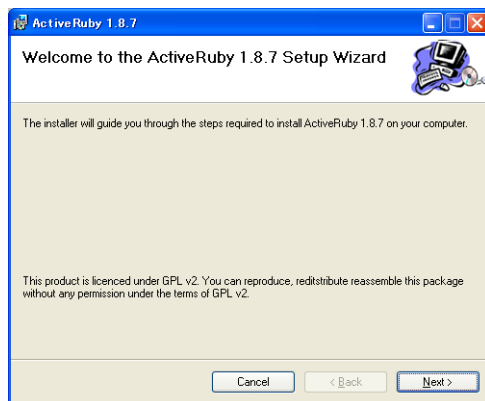 ActiveRuby 1.8.7
Welcome to the ActiveRuby 1.8.7 Setup Wizard
The installer will guide you through the steps required to install ActiveRuby 1.8.7 on your computer.
This product is licenced under GPL v2. You can reproduce, reditstribute reassemble this package
without any permission under the terms of GPL v2.
Cancel
< Back
Next >